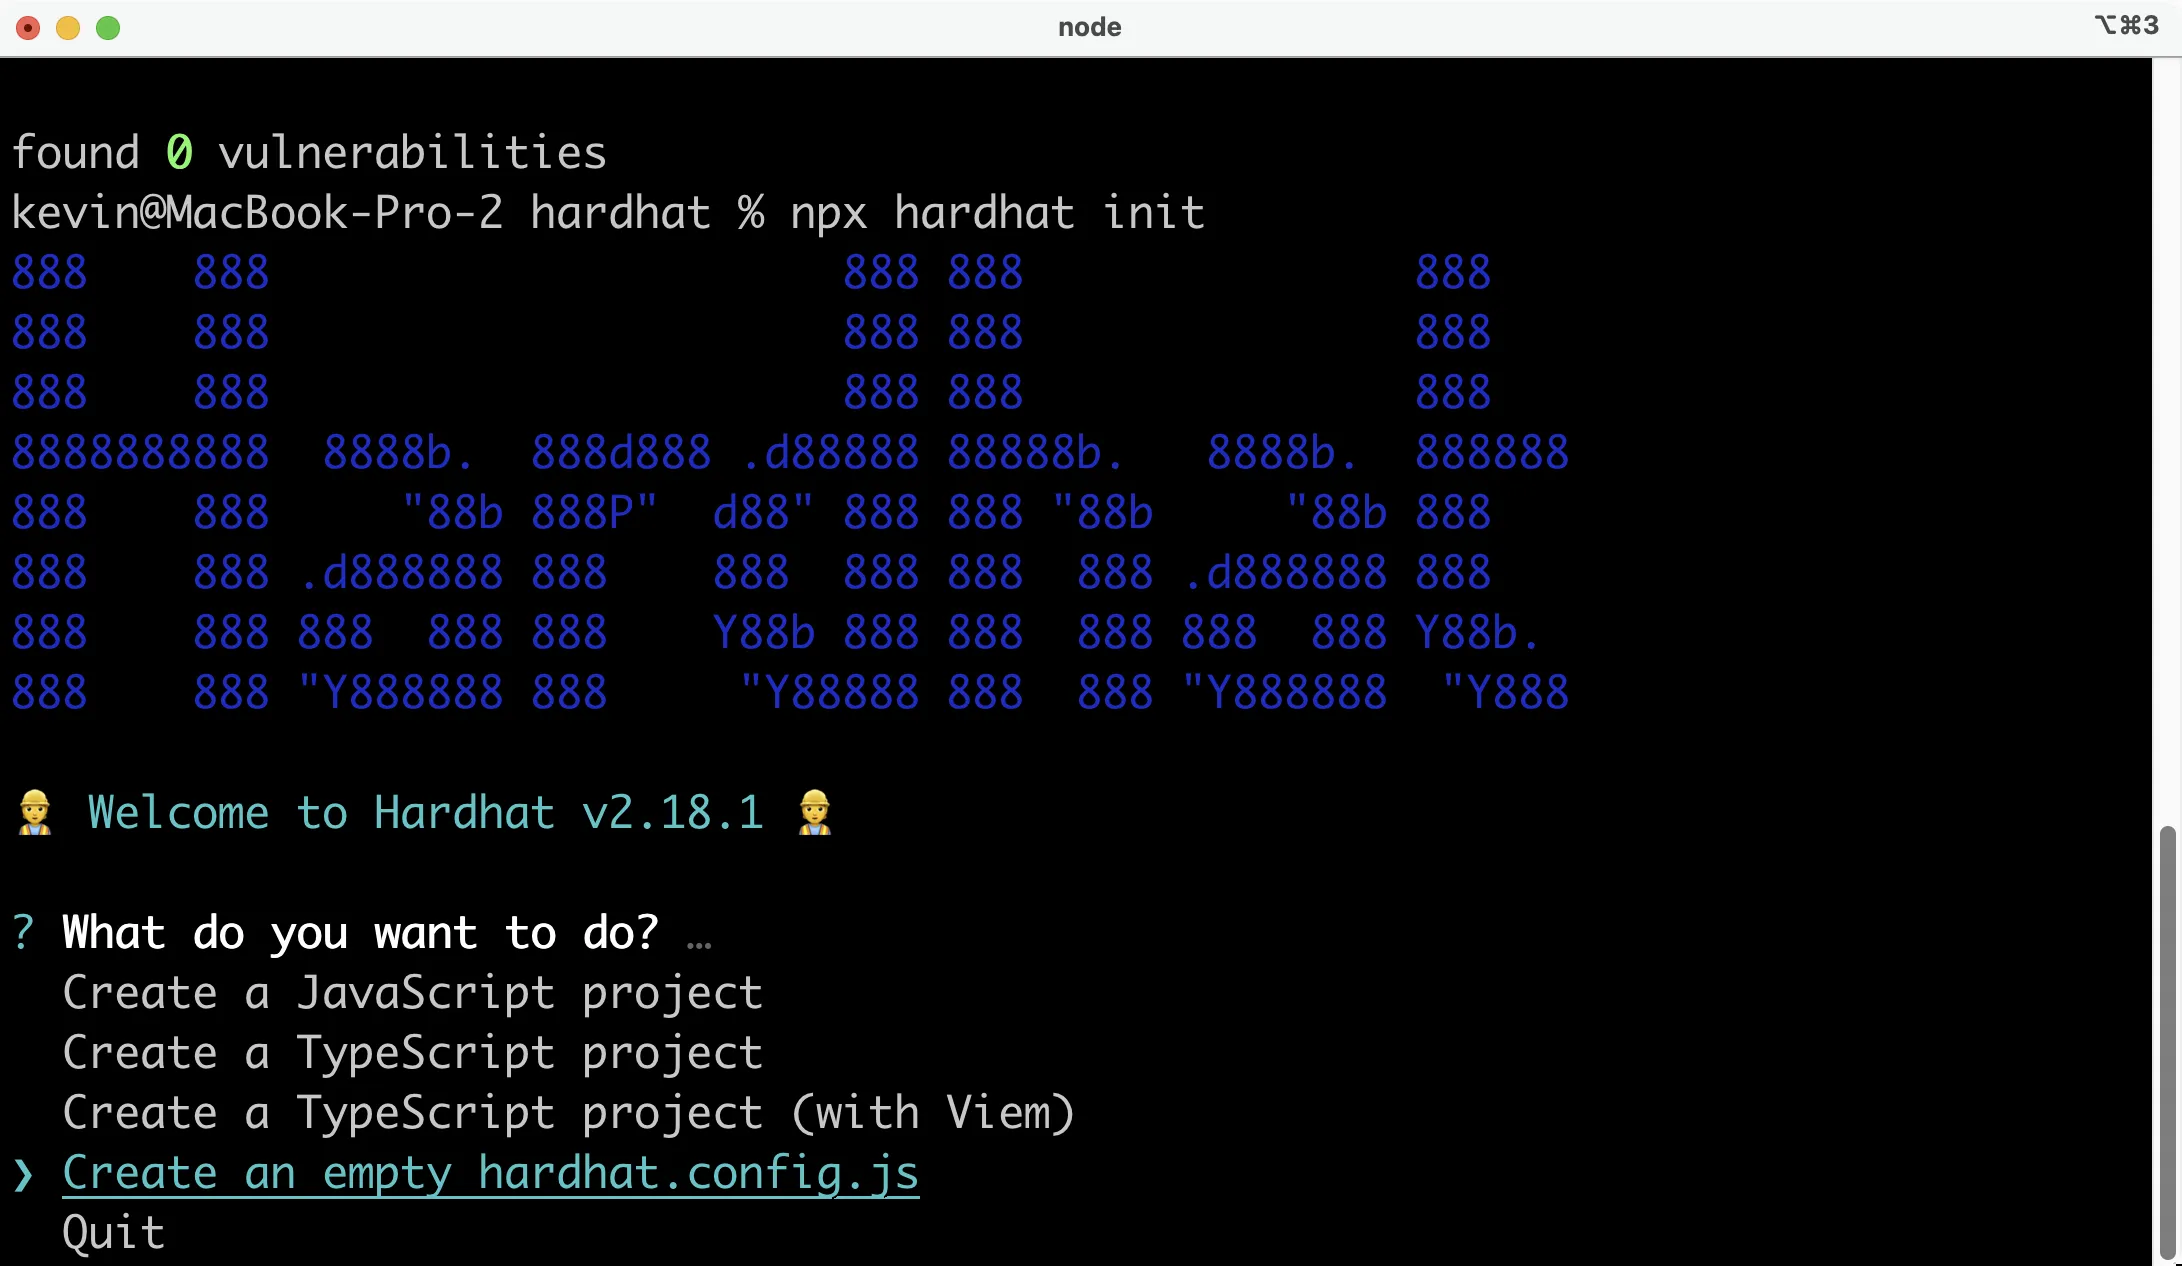 node
⌥⌘3
found 0 vulnerabilities
kevin@MacBook-Pro-2 hardhat % npx hardhat init
888    888                      888 888               888
888    888                      888 888               888
888    888                      888 888               888
8888888888  8888b.  888d888 .d88888 88888b.   8888b.  888888
888    888     "88b 888P"  d88" 888 888 "88b     "88b 888
888    888 .d888888 888    888  888 888  888 .d888888 888
888    888 888  888 888    Y88b 888 888  888 888  888 Y88b.
888    888 "Y888888 888     "Y88888 888  888 "Y888888  "Y888
👷 Welcome to Hardhat v2.18.1 👷
? What do you want to do? …
Create a JavaScript project
Create a TypeScript project
Create a TypeScript project (with Viem)
❯ Create an empty hardhat.config.js
Quit